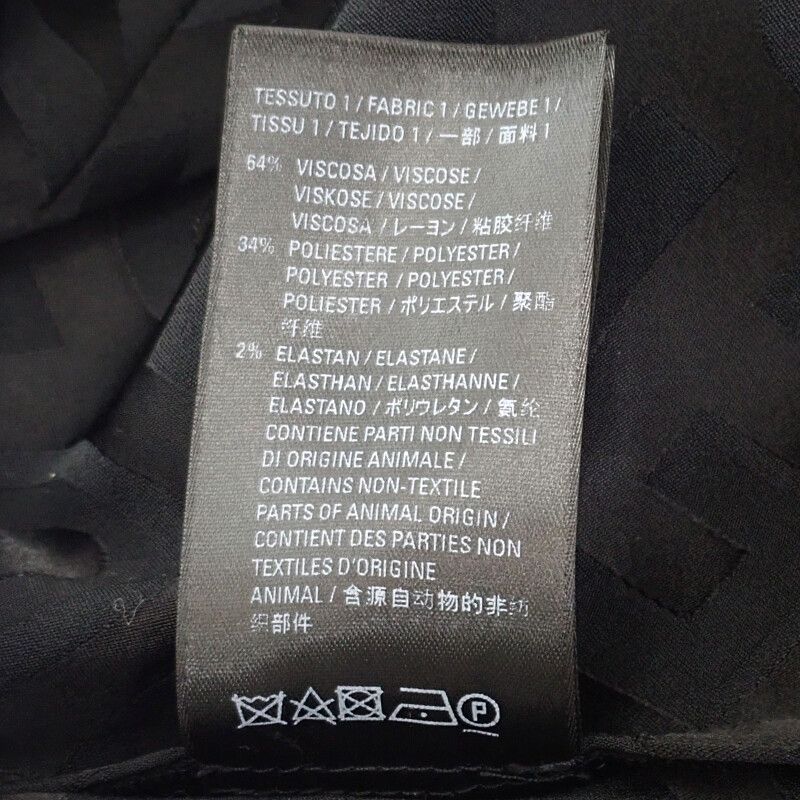 TESSUTO 1 / FABRIC 1 / GEWEBE 1 /
TISSU 1 / TEJIDO 1 / 一部 / 面料 1
64% VISCOSA / VISCOSE /
VISKOSE / VISCOSE /
VISCOSA / レーヨン / 粘胶纤维
34% POLIESTERE / POLYESTER /
POLYESTER / POLYESTER /
POLIESTER / ポリエステル / 聚酯
纤维
2% ELASTAN / ELASTANE /
ELASTHAN / ELASTHANNE /
ELASTANO / ポリウレタン / 氨纶
CONTIENE PARTI NON TESSILI
DI ORIGINE ANIMALE /
CONTAINS NON-TEXTILE
PARTS OF ANIMAL ORIGIN /
CONTIENT DES PARTIES NON
TEXTILES D'ORIGINE
ANIMAL / 含源自动物的非纺
织部件
P